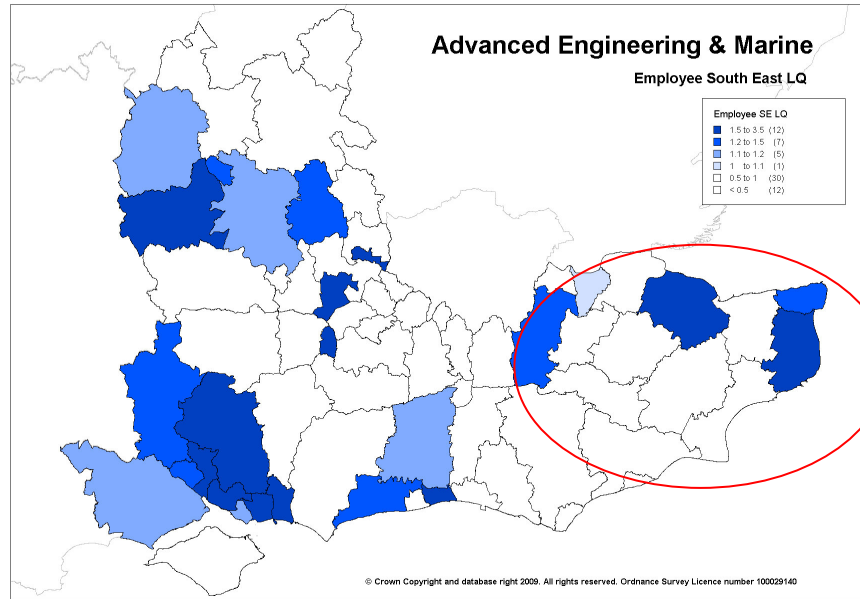 Advanced Engineering & Marine
Employee South East LQ
Employee SE LQ
1.5 to 3.5 (12)
1.2 to 1.5 (7)
1.1 to 1.2 (5)
1 to 1.1 (1)
0.5 to 1 (30)
< 0.5 (12)
© Crown Copyright and database right 2009. All rights reserved. Ordnance Survey Licence number 100029140